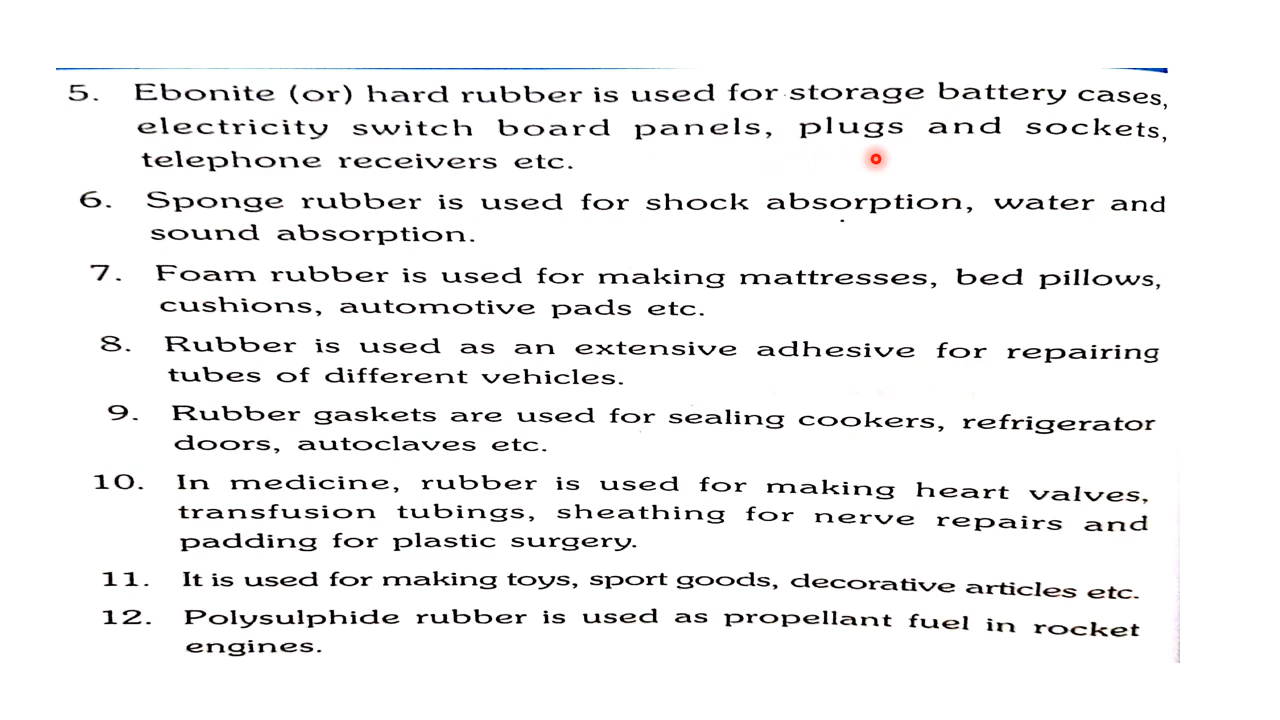 5. Ebonite (or) hard rubber is used for storage battery cases,
electricity switch board panels, plugs and sockets,
telephone receivers etc.
6. Sponge rubber is used for shock absorption, water and
sound absorption.
7. Foam rubber is used for making mattresses, bed pillows,
cushions, automotive pads etc.
8. Rubber is used as an extensive adhesive for repairing
tubes of different vehicles.
9. Rubber gaskets are used for sealing cookers, refrigerator
doors, autoclaves etc.
10. In medicine, rubber is used for making heart valves,
transfusion tubings, sheathing for nerve repairs and
padding for plastic surgery.
11. It is used for making toys, sport goods, decorative articles etc.
12. Polysulphide rubber is used as propellant fuel in rocket
engines.